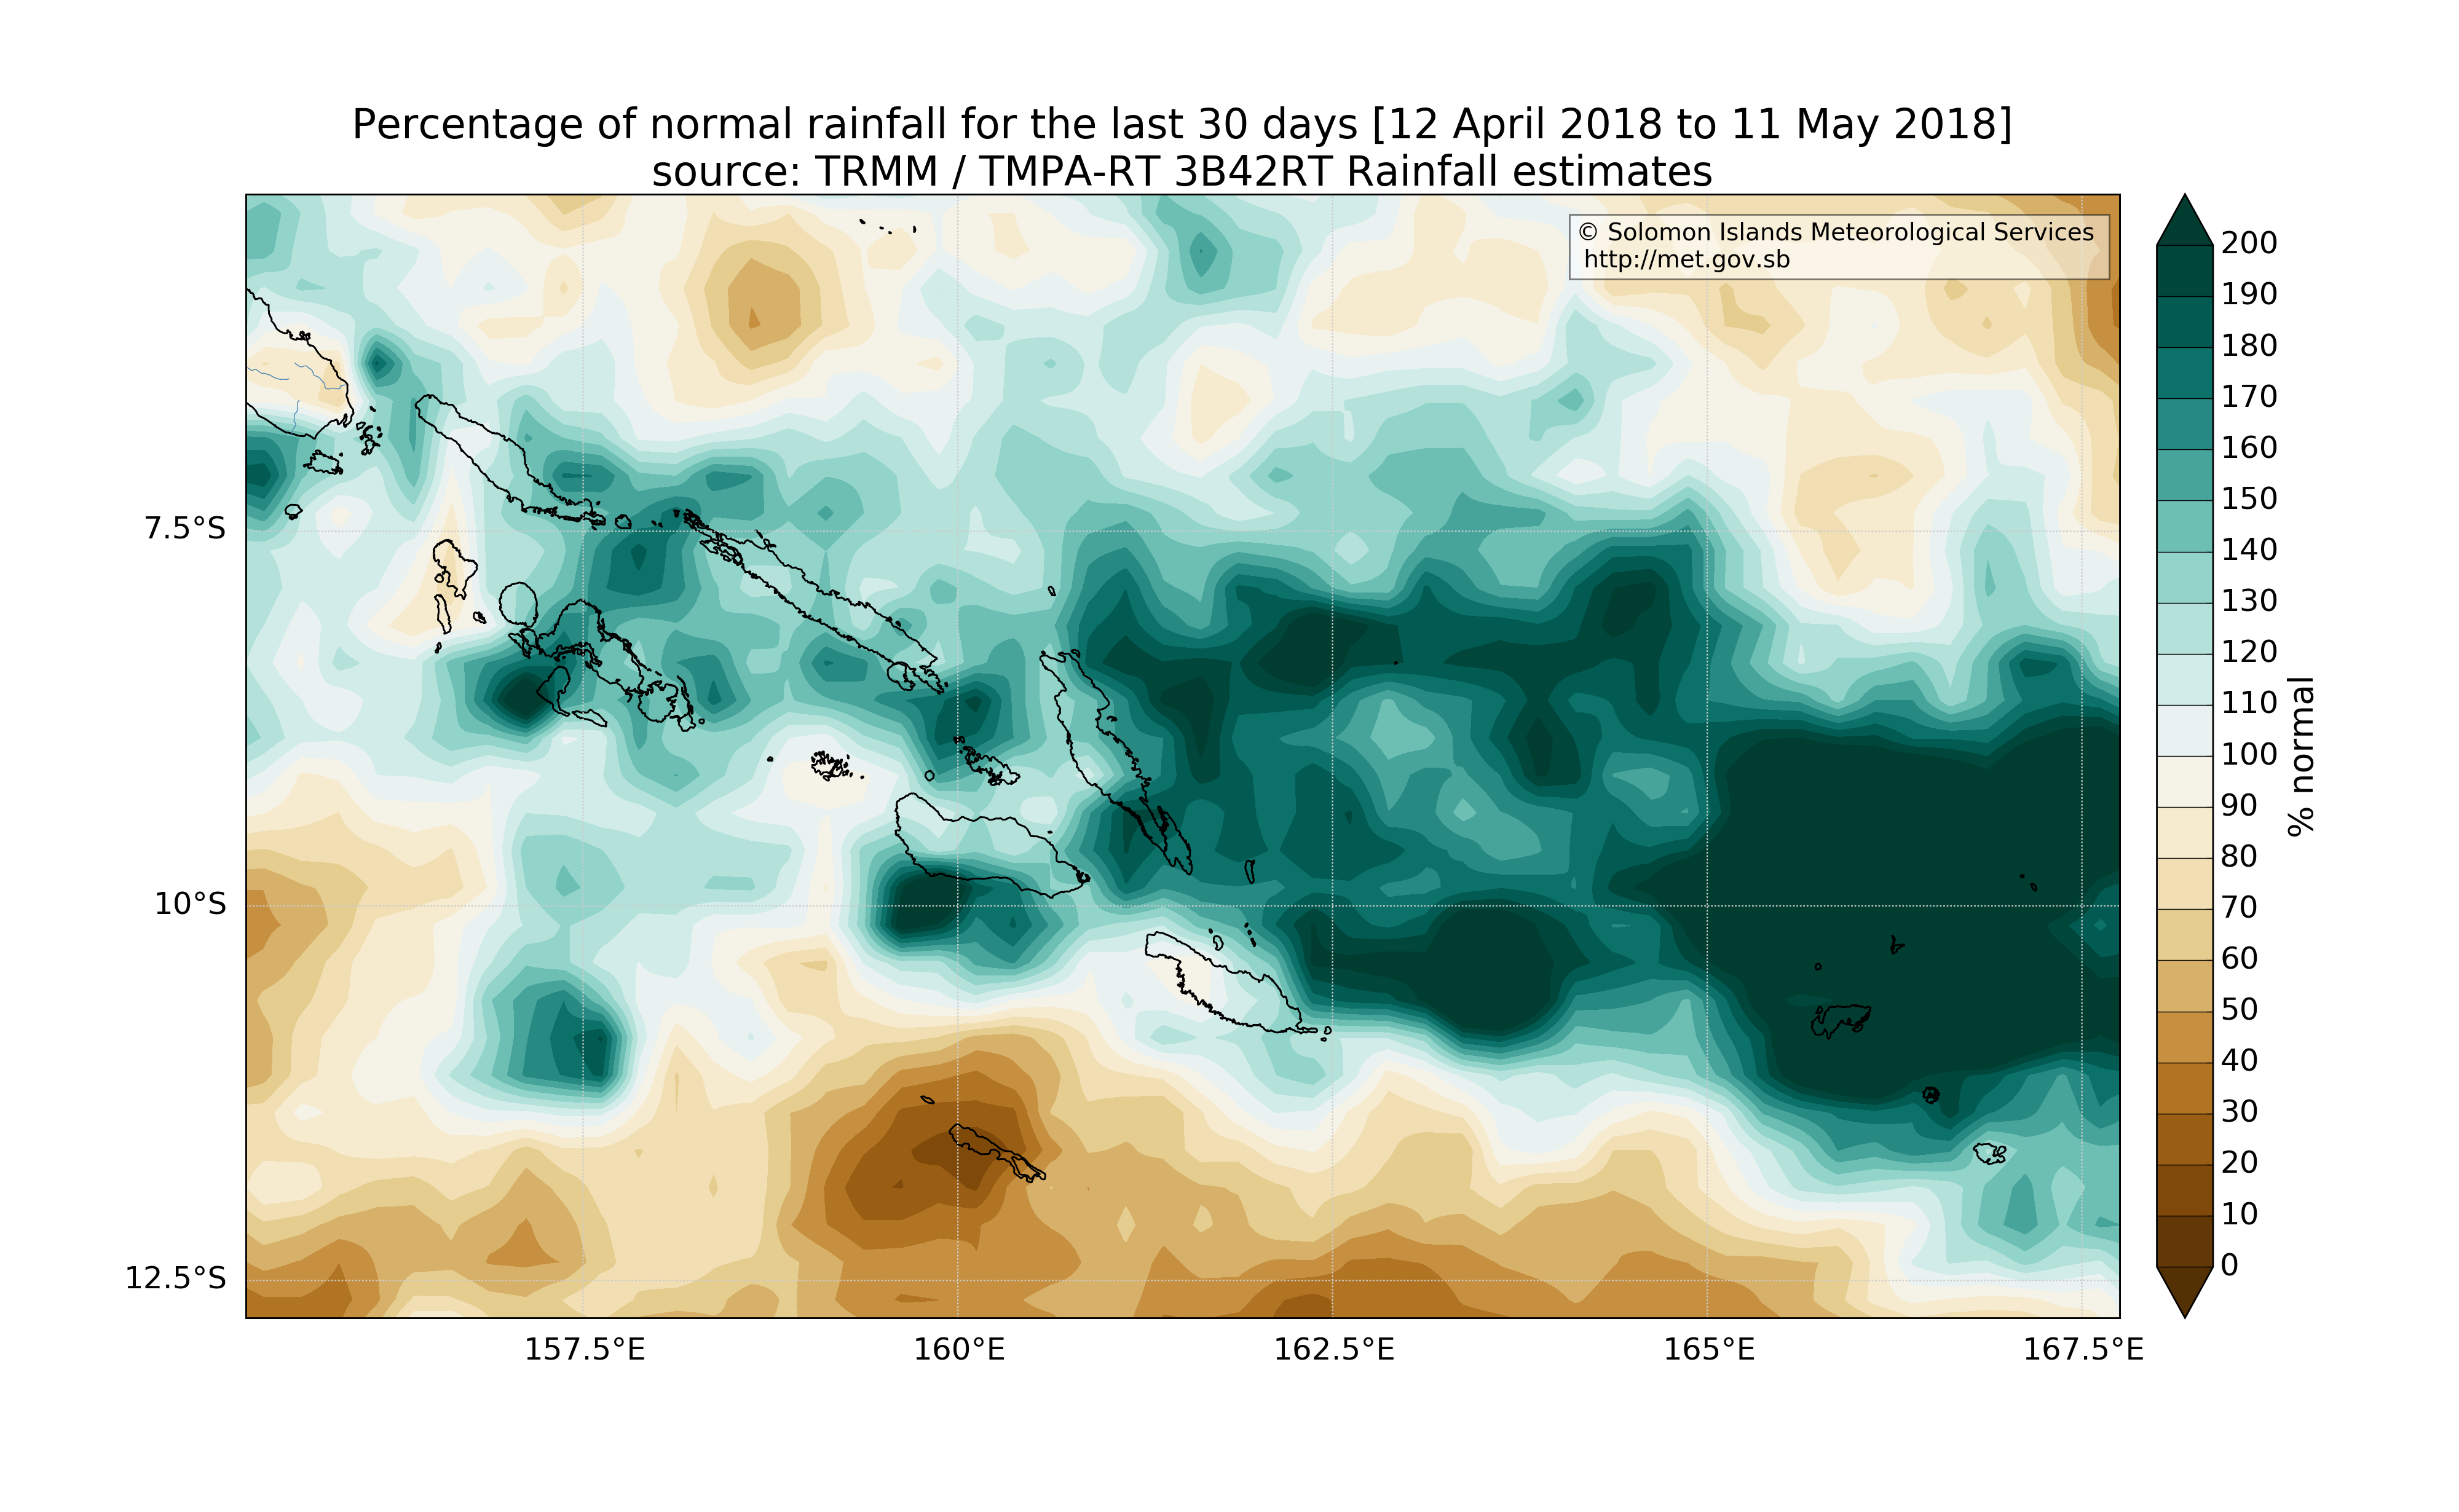 Percentage of normal rainfall for the last 30 days [12 April 2018 to 11 May 2018]
source: TRMM / TMPA-RT 3B42RT Rainfall estimates
© Solomon Islands Meteorological Services
http://met.gov.sb
7.5°S
10°S
12.5°S
157.5°E
160°E
162.5°E
165°E
167.5°E
200
190
180
170
160
150
140
130
120
110
100
90
80
70
60
50
40
30
20
10
0
% normal